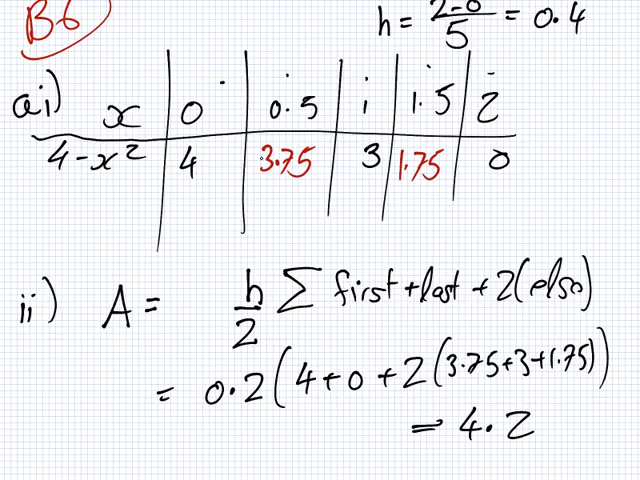 B6
h = 2-0/5 = 0.4
ai) x 0 0.5 1 1.5 2
4-x² 4 3.75 3 1.75 0
ii) A = h/2 Σ first + last + 2(else)
= 0.2(4+0+2(3.75+3+1.75))
= 4.2